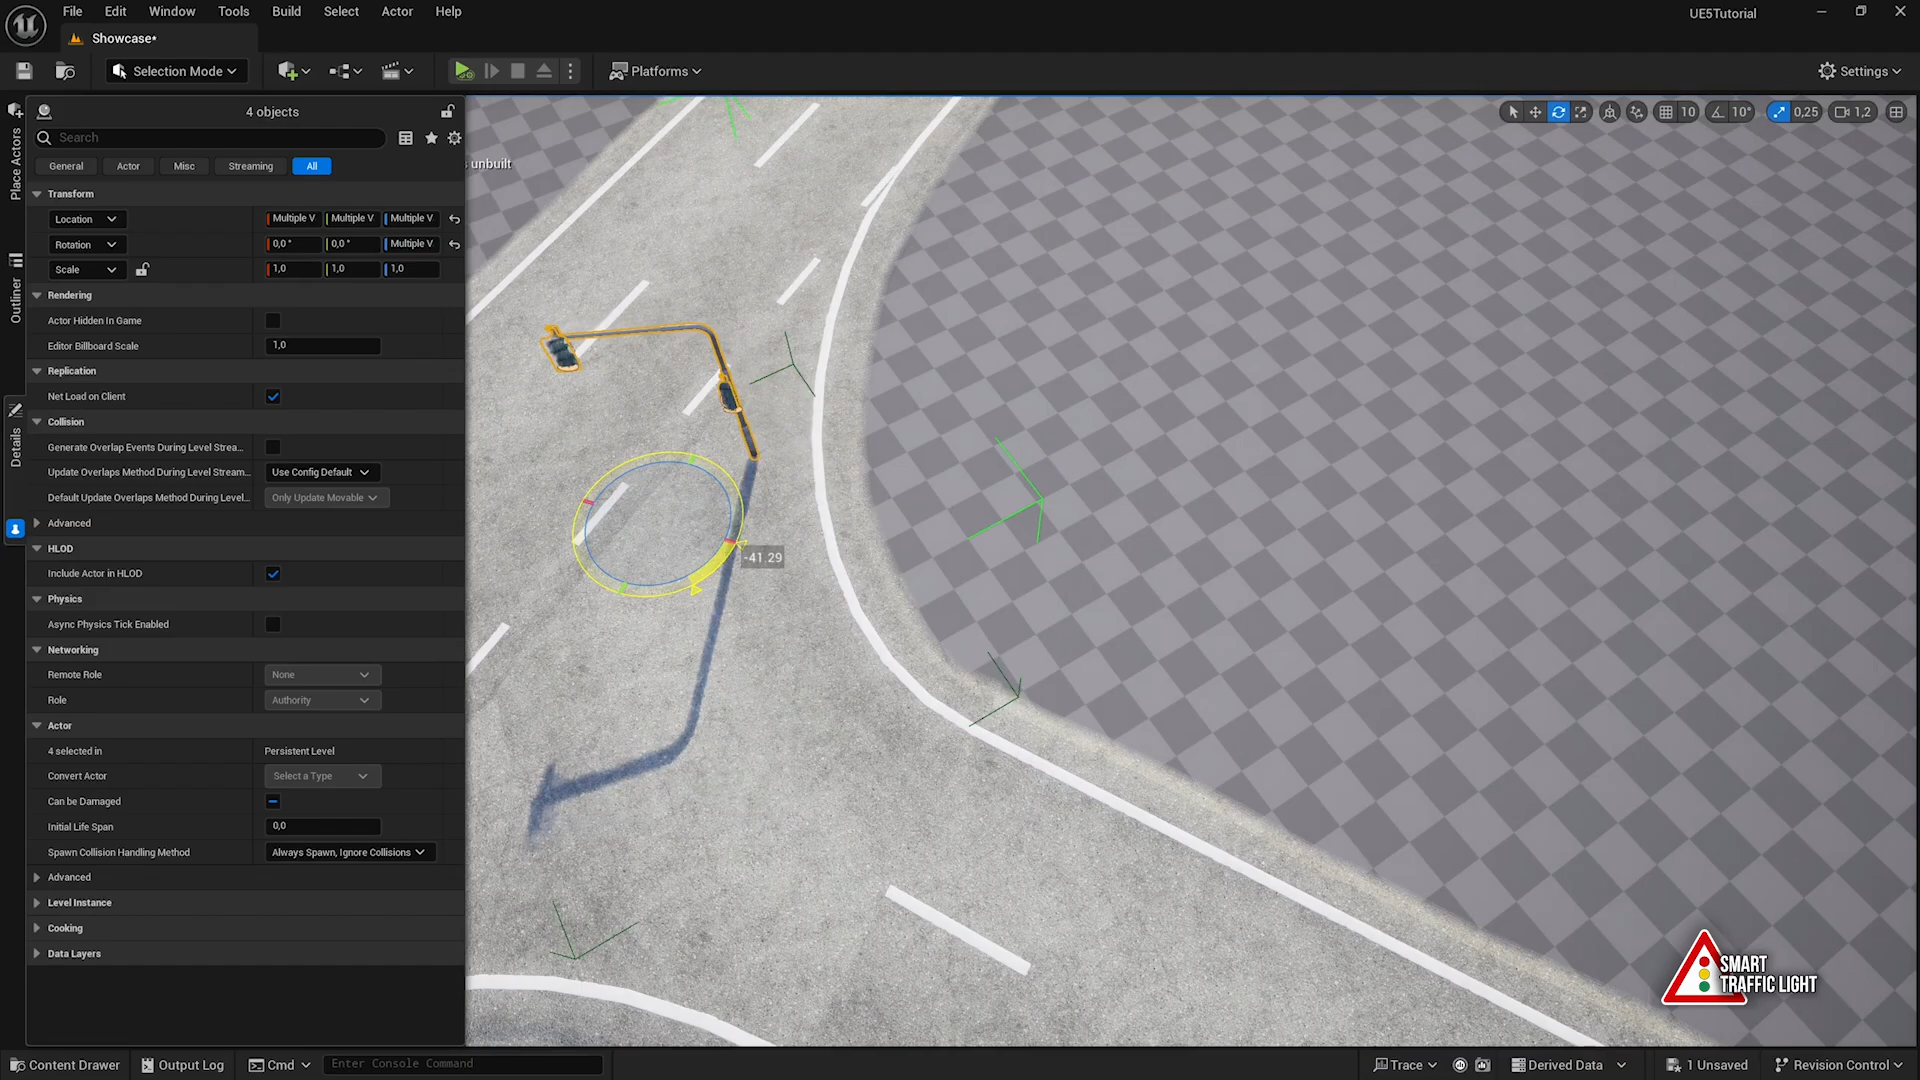 File Edit Window Tools Build Select Actor Help
UE5Tutorial
Showcase*
Selection Mode
Platforms
Settings
Place Actors
Outliner
Details
4 objects
Search
General Actor Misc Streaming All
Transform
Location Multiple V Multiple V Multiple V
Rotation 0,0 ° 0,0 ° Multiple V
Scale 1,0 1,0 1,0
Rendering
Actor Hidden In Game
Editor Billboard Scale 1,0
Replication
Net Load on Client
Collision
Generate Overlap Events During Level Strea...
Update Overlaps Method During Level Stream... Use Config Default
Default Update Overlaps Method During Level... Only Update Movable
Advanced
HLOD
Include Actor in HLOD
Physics
Async Physics Tick Enabled
Networking
Remote Role None
Role Authority
Actor
4 selected in Persistent Level
Convert Actor Select a Type
Can be Damaged
Initial Life Span 0,0
Spawn Collision Handling Method Always Spawn, Ignore Collisions
Advanced
Level Instance
Cooking
Data Layers
unbuilt
10 10° 0,25 1,2
-41.29
SMART
TRAFFIC LIGHT
Content Drawer Output Log Cmd Enter Console Command
Trace Derived Data 1 Unsaved Revision Control